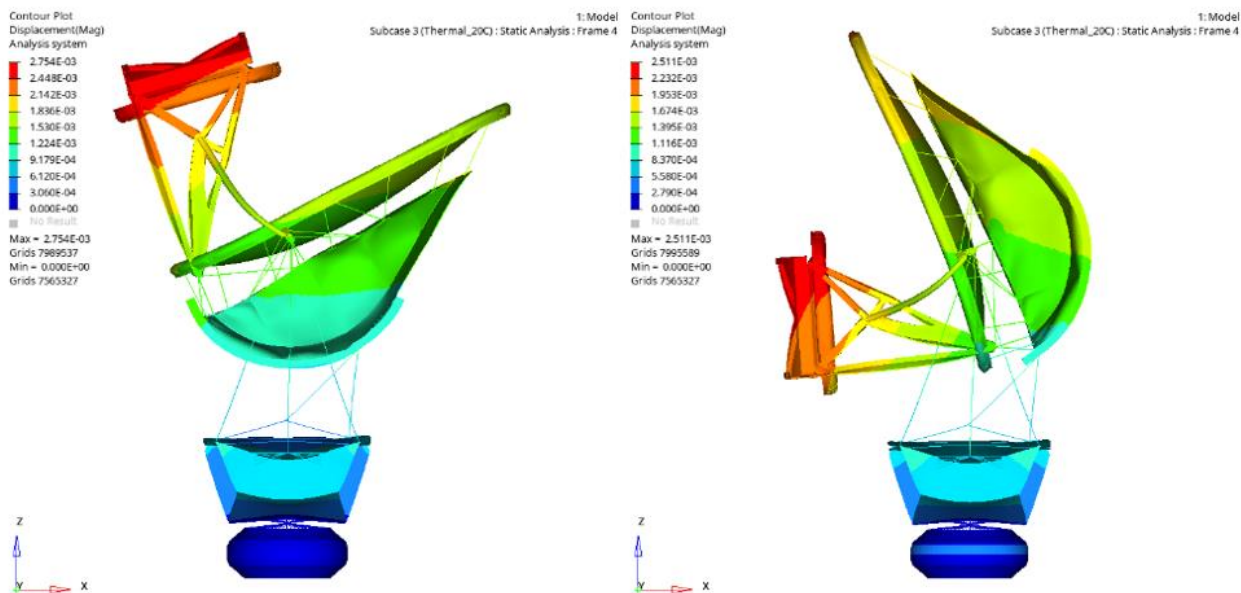 Contour Plot
Displacement(Mag)
Analysis system
2.754E-03
2.448E-03
2.142E-03
1.836E-03
1.530E-03
1.224E-03
9.179E-04
6.120E-04
3.060E-04
0.000E+00
No Result
Max = 2.754E-03
Grids 7989537
Min = 0.000E+00
Grids 7565327
1: Model
Subcase 3 (Thermal_20C) : Static Analysis : Frame 4
Z
Y
X
Contour Plot
Displacement(Mag)
Analysis system
2.511E-03
2.232E-03
1.953E-03
1.674E-03
1.395E-03
1.116E-03
8.370E-04
5.580E-04
2.790E-04
0.000E+00
No Result
Max = 2.511E-03
Grids 7995589
Min = 0.000E+00
Grids 7565327
1: Model
Subcase 3 (Thermal_20C) : Static Analysis : Frame 4
Z
Y
X